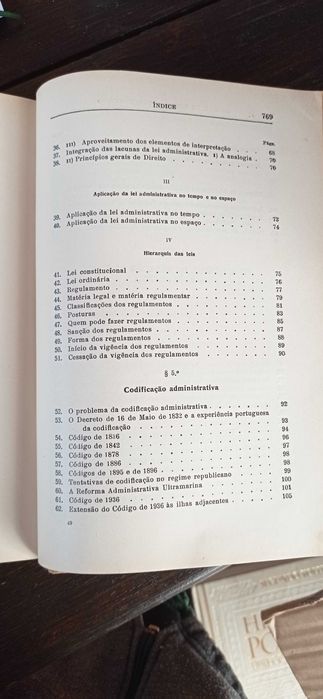 ÍNDICE 769
Págs.
36. III) Aproveitamento dos elementos de interpretação . . . 68
37. Integração das lacunas da lei administrativa. I) A analogia . 70
38. II) Princípios gerais de Direito . . . . . . . . 70
III
Aplicação da lei administrativa no tempo e no espaço
39. Aplicação da lei administrativa no tempo . . . . . . 73
40. Aplicação da lei administrativa no espaço . . . . . . 74
IV
Hierarquia das leis
41. Lei constitucional . . . . . . . . . . . 75
42. Lei ordinária . . . . . . . . . . . . 76
43. Regulamento . . . . . . . . . . . . 77
44. Matéria legal e matéria regulamentar . . . . . . . 79
45. Classificações dos regulamentos . . . . . . . . 81
46. Posturas . . . . . . . . . . . . . 83
47. Quem pode fazer regulamentos . . . . . . . . 85
48. Sanção dos regulamentos . . . . . . . . . 87
49. Forma dos regulamentos . . . . . . . . . . 88
50. Início da vigência dos regulamentos . . . . . . . 89
51. Cessação da vigência dos regulamentos . . . . . . 90
§ 5.º
Codificação administrativa
52. O problema da codificação administrativa . . . . . . 92
53. O Decreto de 16 de Maio de 1832 e a experiência portuguesa
da codificação . . . . . . . . . . . . 93
54. Código de 1816 . . . . . . . . . . . . 94
55. Código de 1842 . . . . . . . . . . . . 96
56. Código de 1878 . . . . . . . . . . . . 97
57. Código de 1886 . . . . . . . . . . . . 98
58. Códigos de 1895 e de 1896 . . . . . . . . . 98
59. Tentativas de codificação no regime republicano . . . . 99
60. A Reforma Administrativa Ultramarina . . . . . . 100
61. Código de 1936 . . . . . . . . . . . . 101
62. Extensão do Código de 1936 às ilhas adjacentes . . . . 105
49